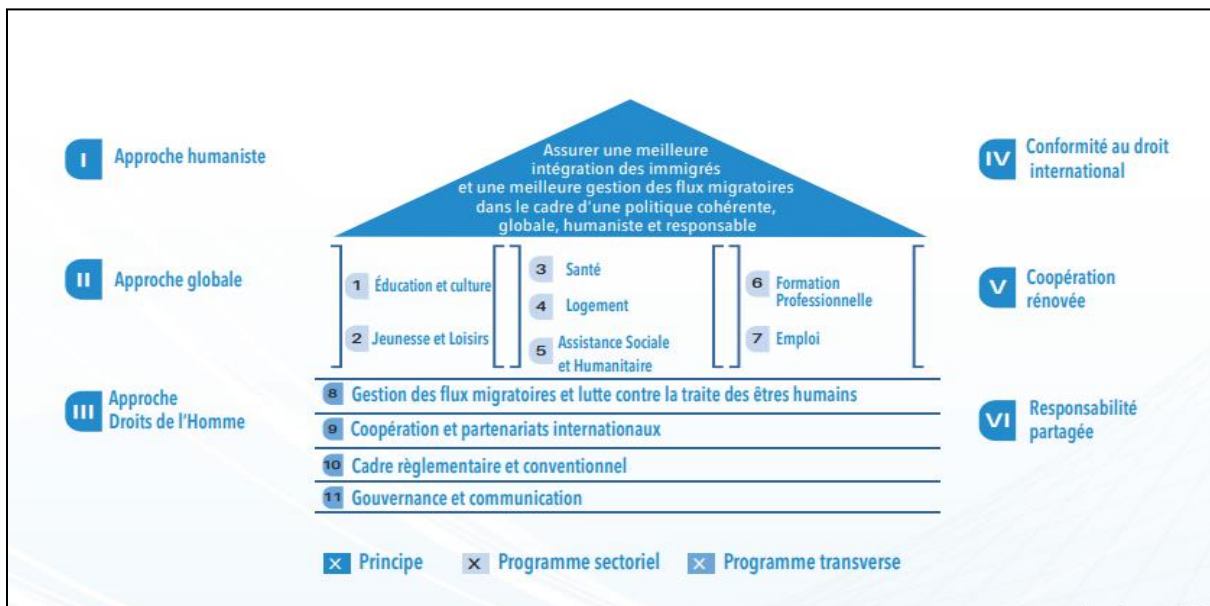 Assurer une meilleure
intégration des immigrés
et une meilleure gestion des flux migratoires
dans le cadre d'une politique cohérente,
globale, humaniste et responsable
I Approche humaniste
II Approche globale
III Approche
Droits de l'Homme
1 Éducation et culture
2 Jeunesse et Loisirs
3 Santé
4 Logement
5 Assistance Sociale
et Humanitaire
6 Formation
Professionnelle
7 Emploi
8 Gestion des flux migratoires et lutte contre la traite des êtres humains
9 Coopération et partenariats internationaux
10 Cadre règlementaire et conventionnel
11 Gouvernance et communication
IV Conformité au droit
international
V Coopération
rénovée
VI Responsabilité
partagée
X Principe X Programme sectoriel X Programme transverse